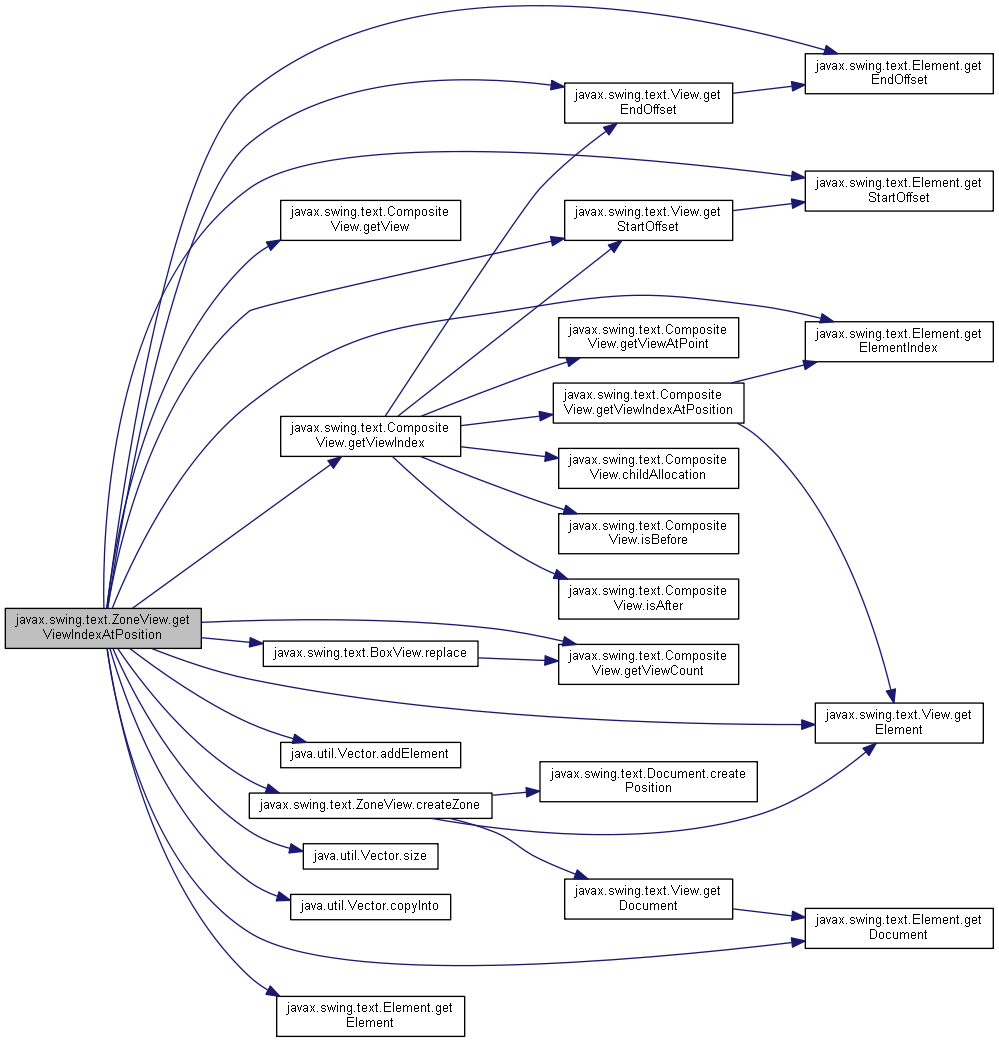 javax.swing.text.Element.get
EndOffset
javax.swing.text.View.get
EndOffset
javax.swing.text.Element.get
StartOffset
javax.swing.text.Composite
View.getView
javax.swing.text.View.get
StartOffset
javax.swing.text.Composite
View.getViewAtPoint
javax.swing.text.Element.get
ElementIndex
javax.swing.text.Composite
View.getViewIndexAtPosition
javax.swing.text.Composite
View.getViewIndex
javax.swing.text.Composite
View.childAllocation
javax.swing.text.Composite
View.isBefore
javax.swing.text.Composite
View.isAfter
javax.swing.text.ZoneView.get
ViewIndexAtPosition
javax.swing.text.BoxView.replace
javax.swing.text.Composite
View.getViewCount
javax.swing.text.View.get
Element
java.util.Vector.addElement
javax.swing.text.Document.create
Position
javax.swing.text.ZoneView.createZone
java.util.Vector.size
javax.swing.text.View.get
Document
java.util.Vector.copyInto
javax.swing.text.Element.get
Document
javax.swing.text.Element.get
Element